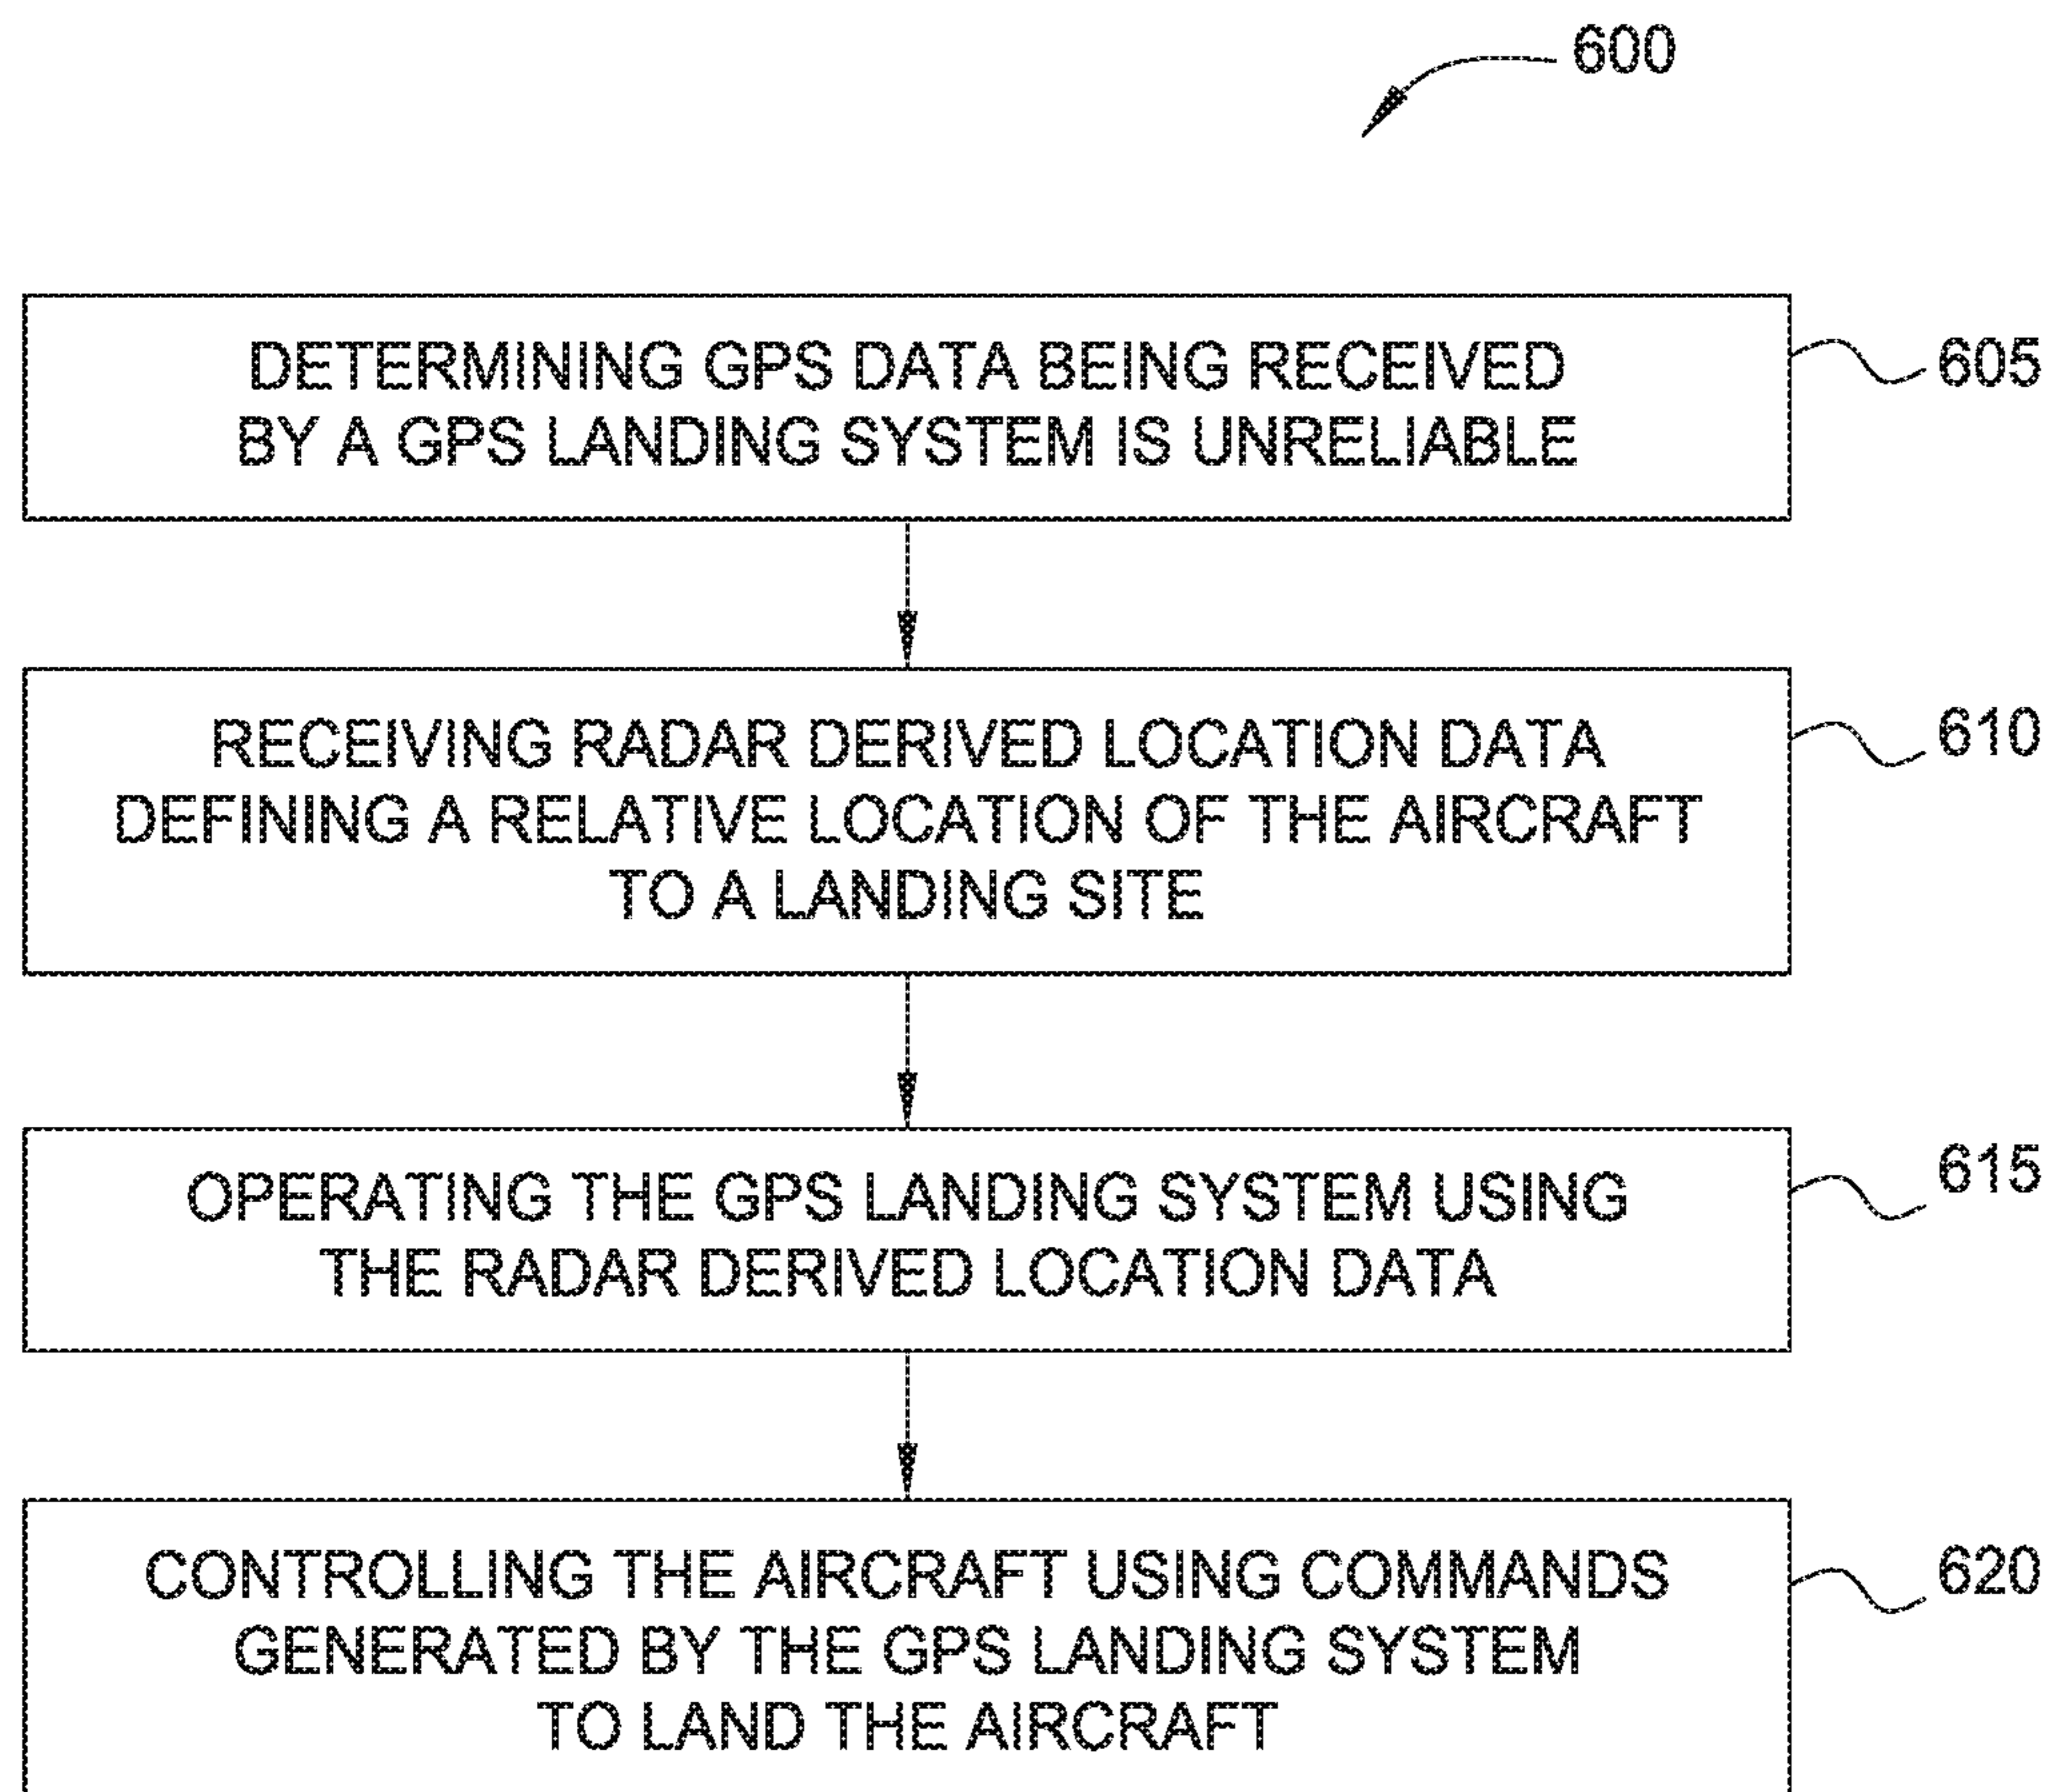 600
DETERMINING GPS DATA BEING RECEIVED
BY A GPS LANDING SYSTEM IS UNRELIABLE
605
RECEIVING RADAR DERIVED LOCATION DATA
DEFINING A RELATIVE LOCATION OF THE AIRCRAFT
TO A LANDING SITE
610
OPERATING THE GPS LANDING SYSTEM USING
THE RADAR DERIVED LOCATION DATA
615
CONTROLLING THE AIRCRAFT USING COMMANDS
GENERATED BY THE GPS LANDING SYSTEM
TO LAND THE AIRCRAFT
620